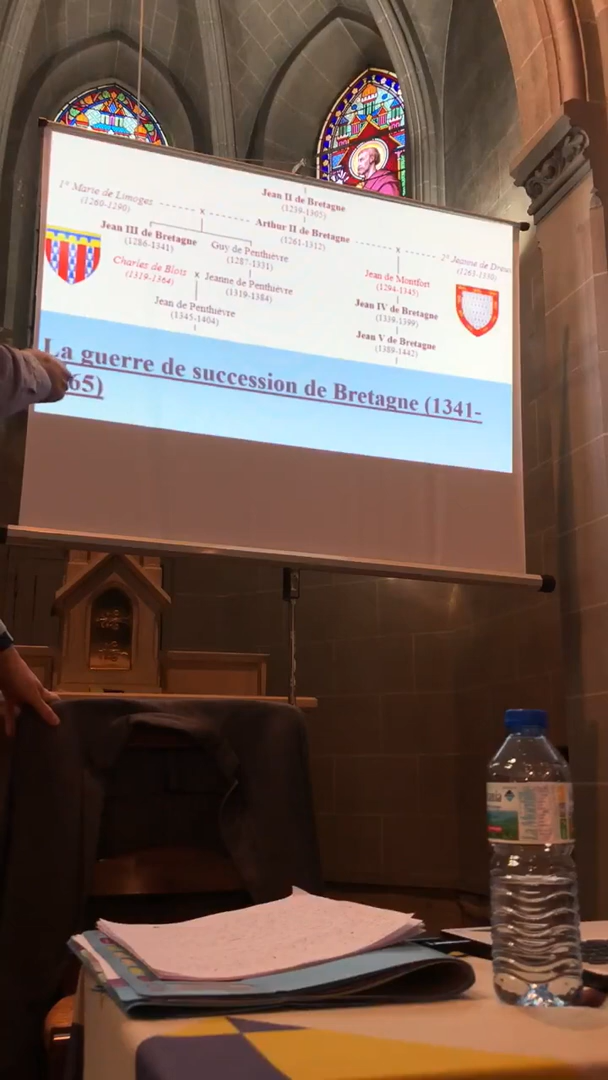 Jean II de Bretagne
(1239-1305)
1° Marie de Limoges
(1260-1290)
x
Arthur II de Bretagne
(1261-1312)
x
2° Jeanne de Dreux
(1263-1330)
Jean III de Bretagne
(1286-1341)
Guy de Penthièvre
(1287-1331)
Jean de Montfort
(1294-1345)
Charles de Blois
(1319-1364)
x
Jeanne de Penthièvre
(1319-1384)
Jean IV de Bretagne
(1339-1399)
Jean de Penthièvre
(1345-1404)
Jean V de Bretagne
(1389-1442)
La guerre de succession de Bretagne (1341-
65)